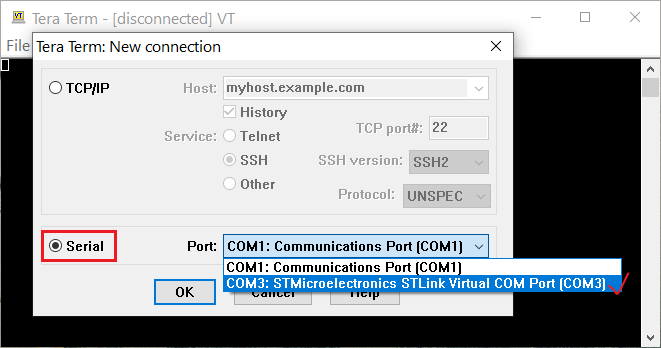 VT Tera Term - [disconnected] VT
File
Tera Term: New connection
TCP/IP
Host: myhost.example.com
History
Service: Telnet
TCP port#: 22
SSH
SSH version: SSH2
Other
Protocol: UNSPEC
Serial
Port: COM1: Communications Port (COM1)
COM1: Communications Port (COM1)
COM3: STMicroelectronics STLink Virtual COM Port (COM3)
OK Cancel Help